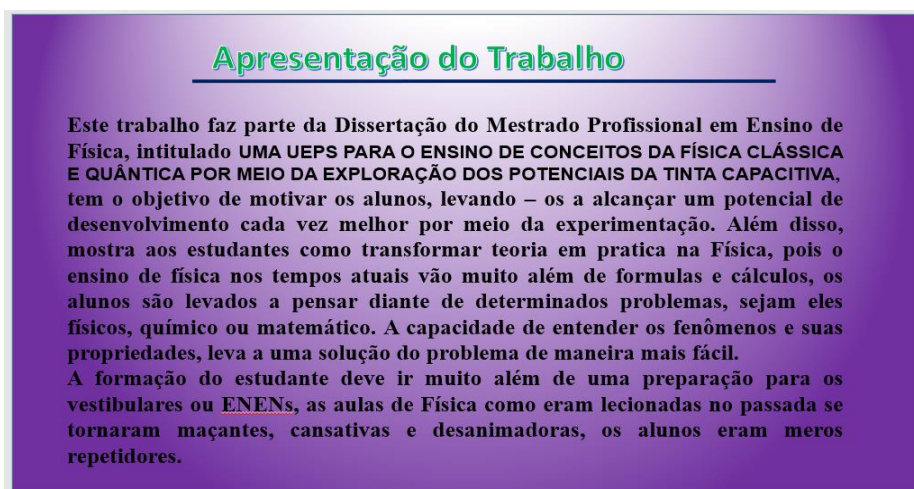 Apresentação do Trabalho
Este trabalho faz parte da Dissertação do Mestrado Profissional em Ensino de
Física, intitulado UMA UEPS PARA O ENSINO DE CONCEITOS DA FÍSICA CLÁSSICA
E QUÂNTICA POR MEIO DA EXPLORAÇÃO DOS POTENCIAIS DA TINTA CAPACITIVA,
tem o objetivo de motivar os alunos, levando – os a alcançar um potencial de
desenvolvimento cada vez melhor por meio da experimentação. Além disso,
mostra aos estudantes como transformar teoria em pratica na Física, pois o
ensino de física nos tempos atuais vão muito além de formulas e cálculos, os
alunos são levados a pensar diante de determinados problemas, sejam eles
físicos, químico ou matemático. A capacidade de entender os fenômenos e suas
propriedades, leva a uma solução do problema de maneira mais fácil.
A formação do estudante deve ir muito além de uma preparação para os
vestibulares ou ENENs, as aulas de Física como eram lecionadas no passada se
tornaram maçantes, cansativas e desanimadoras, os alunos eram meros
repetidores.